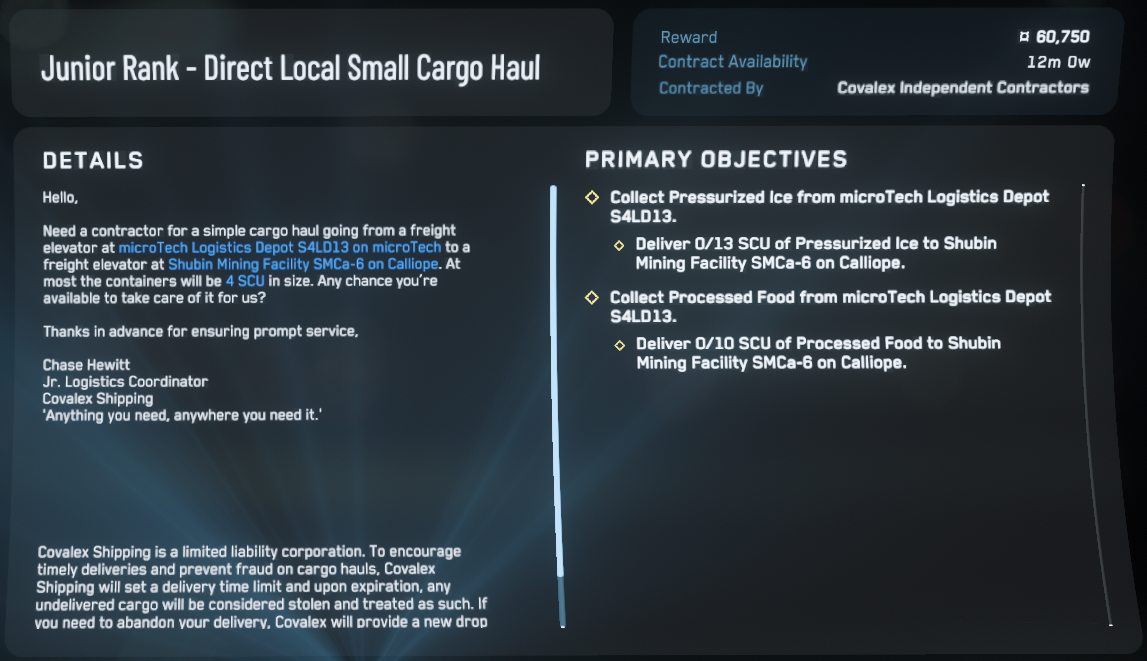 Junior Rank - Direct Local Small Cargo Haul
Reward ¤ 60,750
Contract Availability 12m 0w
Contracted By Covalex Independent Contractors
DETAILS
Hello,
Need a contractor for a simple cargo haul going from a freight
elevator at microTech Logistics Depot S4LD13 on microTech to a
freight elevator at Shubin Mining Facility SMCa-6 on Calliope. At
most the containers will be 4 SCU in size. Any chance you're
available to take care of it for us?
Thanks in advance for ensuring prompt service,
Chase Hewitt
Jr. Logistics Coordinator
Covalex Shipping
'Anything you need, anywhere you need it.'
Covalex Shipping is a limited liability corporation. To encourage
timely deliveries and prevent fraud on cargo hauls, Covalex
Shipping will set a delivery time limit and upon expiration, any
undelivered cargo will be considered stolen and treated as such. If
you need to abandon your delivery, Covalex will provide a new drop
PRIMARY OBJECTIVES
Collect Pressurized Ice from microTech Logistics Depot
S4LD13.
Deliver 0/13 SCU of Pressurized Ice to Shubin
Mining Facility SMCa-6 on Calliope.
Collect Processed Food from microTech Logistics Depot
S4LD13.
Deliver 0/10 SCU of Processed Food to Shubin
Mining Facility SMCa-6 on Calliope.